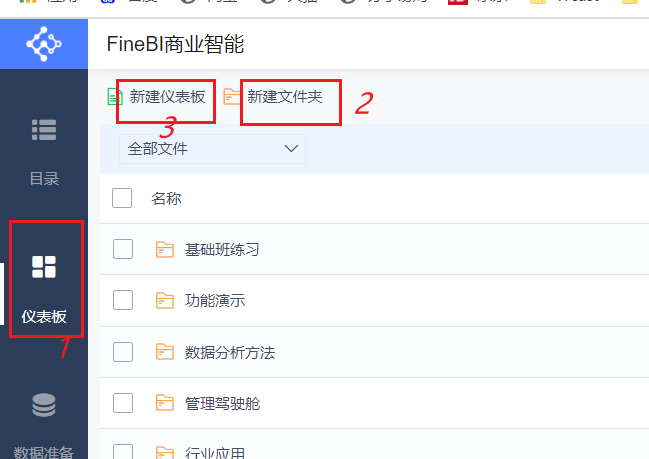 FineBI商业智能
新建仪表板
新建文件夹
2
3
全部文件
目录
名称
基础班练习
仪表板
功能演示
1
数据分析方法
管理驾驶舱
数据准备
行业应用